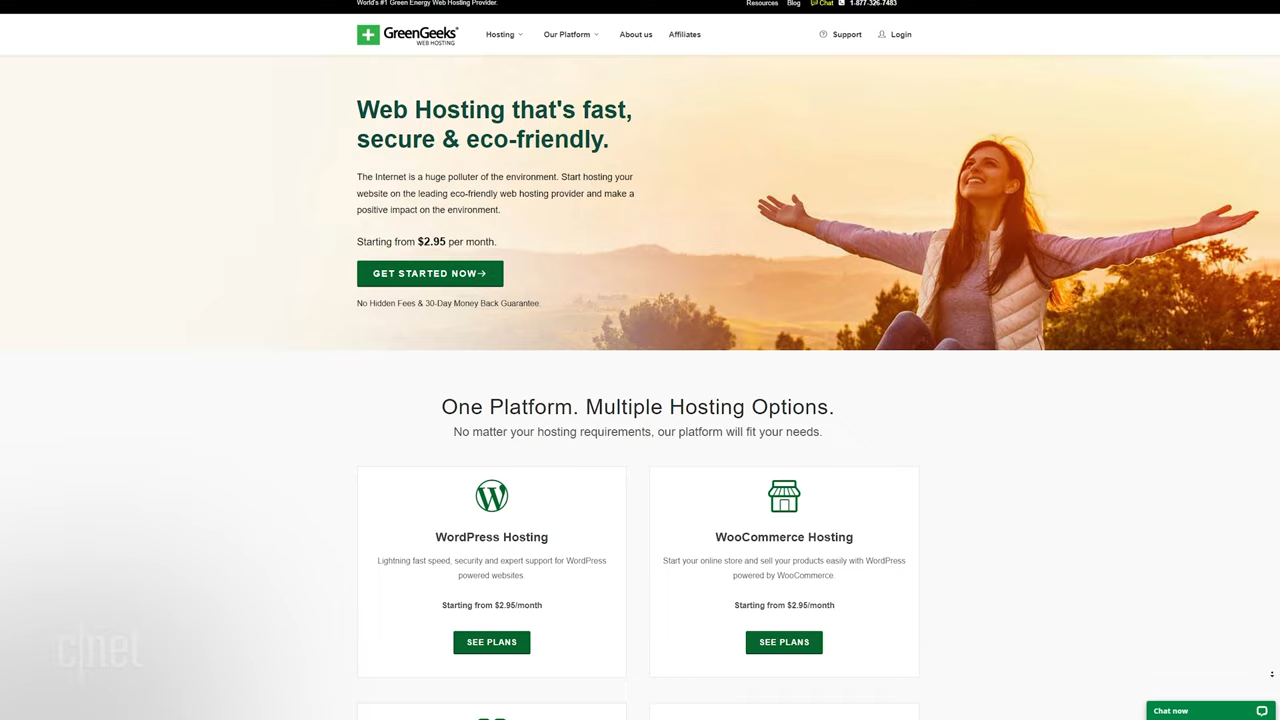 World's #1 Green Energy Web Hosting Provider.
Resources Blog Chat 1-877-326-7483
GreenGeeks®
WEB HOSTING
Hosting Our Platform About us Affiliates Support Login
Web Hosting that's fast,
secure & eco-friendly.
The Internet is a huge polluter of the environment. Start hosting your
website on the leading eco-friendly web hosting provider and make a
positive impact on the environment.
Starting from $2.95 per month.
GET STARTED NOW→
No Hidden Fees & 30-Day Money Back Guarantee.
One Platform. Multiple Hosting Options.
No matter your hosting requirements, our platform will fit your needs.
WordPress Hosting
Lightning fast speed, security and expert support for WordPress
powered websites.
Starting from $2.95/month
SEE PLANS
WooCommerce Hosting
Start your online store and sell your products easily with WordPress
powered by WooCommerce.
Starting from $2.95/month
SEE PLANS
c|net
Chat now